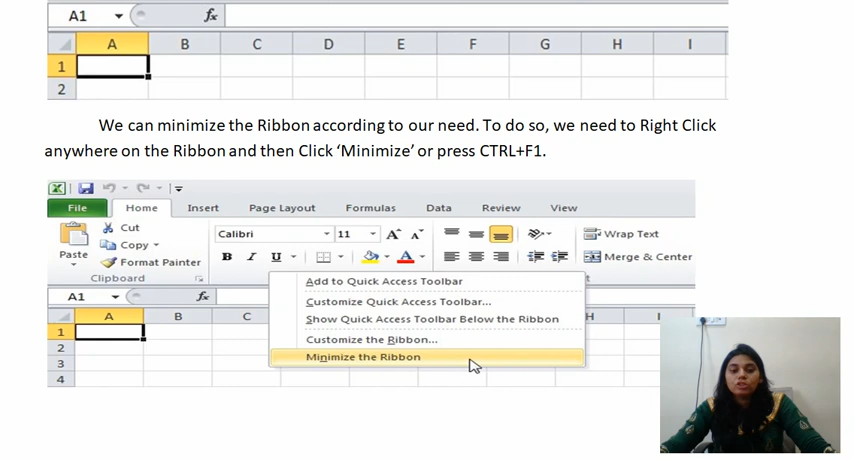 A1 fx
A B C D E F G H I
1
2
We can minimize the Ribbon according to our need. To do so, we need to Right Click
anywhere on the Ribbon and then Click ‘Minimize’ or press CTRL+F1.
File Home Insert Page Layout Formulas Data Review View
Paste Cut Calibri 11 A A Wrap Text
Copy
Format Painter B I U A Merge & Center
Clipboard
Add to Quick Access Toolbar
Customize Quick Access Toolbar...
Show Quick Access Toolbar Below the Ribbon
Customize the Ribbon...
Minimize the Ribbon
A1 fx
A B C H
1
2
3
4